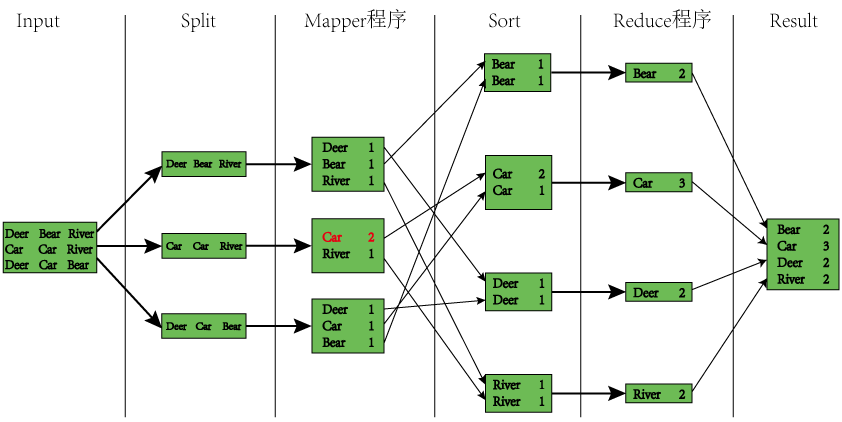 Input Split Mapper程序 Sort Reduce程序 Result
Deer Bear River
Car Car River
Deer Car Bear
Deer Bear River
Car Car River
Deer Car Bear
Deer 1
Bear 1
River 1
Car 2
River 1
Deer 1
Car 1
Bear 1
Bear 1
Bear 1
Car 2
Car 1
Deer 1
Deer 1
River 1
River 1
Bear 2
Car 3
Deer 2
River 2
Bear 2
Car 3
Deer 2
River 2